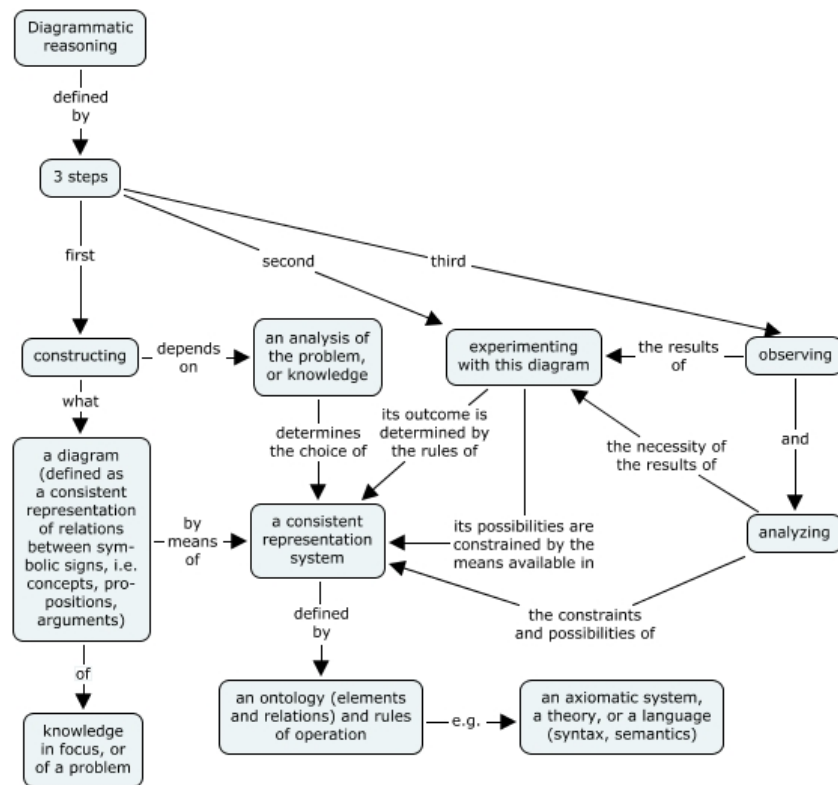 Diagrammatic
reasoning
defined
by
3 steps
first
second
third
constructing
depends
on
an analysis of
the problem,
or knowledge
experimenting
with this diagram
the results
of
observing
what
determines
the choice of
its outcome is
determined by
the rules of
the necessity of
the results of
and
a diagram
(defined as
a consistent
representation
of relations
between sym-
bolic signs, i.e.
concepts, pro-
positions,
arguments)
by
means
of
a consistent
representation
system
its possibilities are
constrained by the
means available in
analyzing
defined
by
the constraints
and possibilities of
of
knowledge
in focus, or
of a problem
an ontology (elements
and relations) and rules
of operation
e.g.
an axiomatic system,
a theory, or a language
(syntax, semantics)